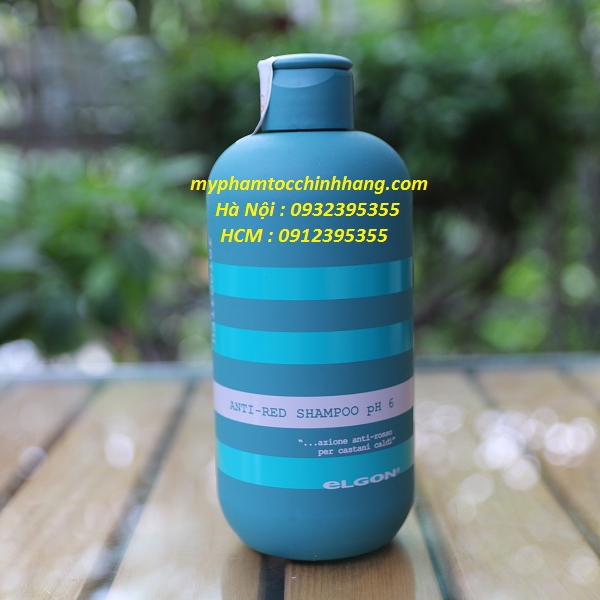 myphamtocchinhhang.com
Hà Nội : 0932395355
HCM : 0912395355
ANTI-RED SHAMPOO pH 6
"...azione anti-rosso
per castani caldi"
eLGON